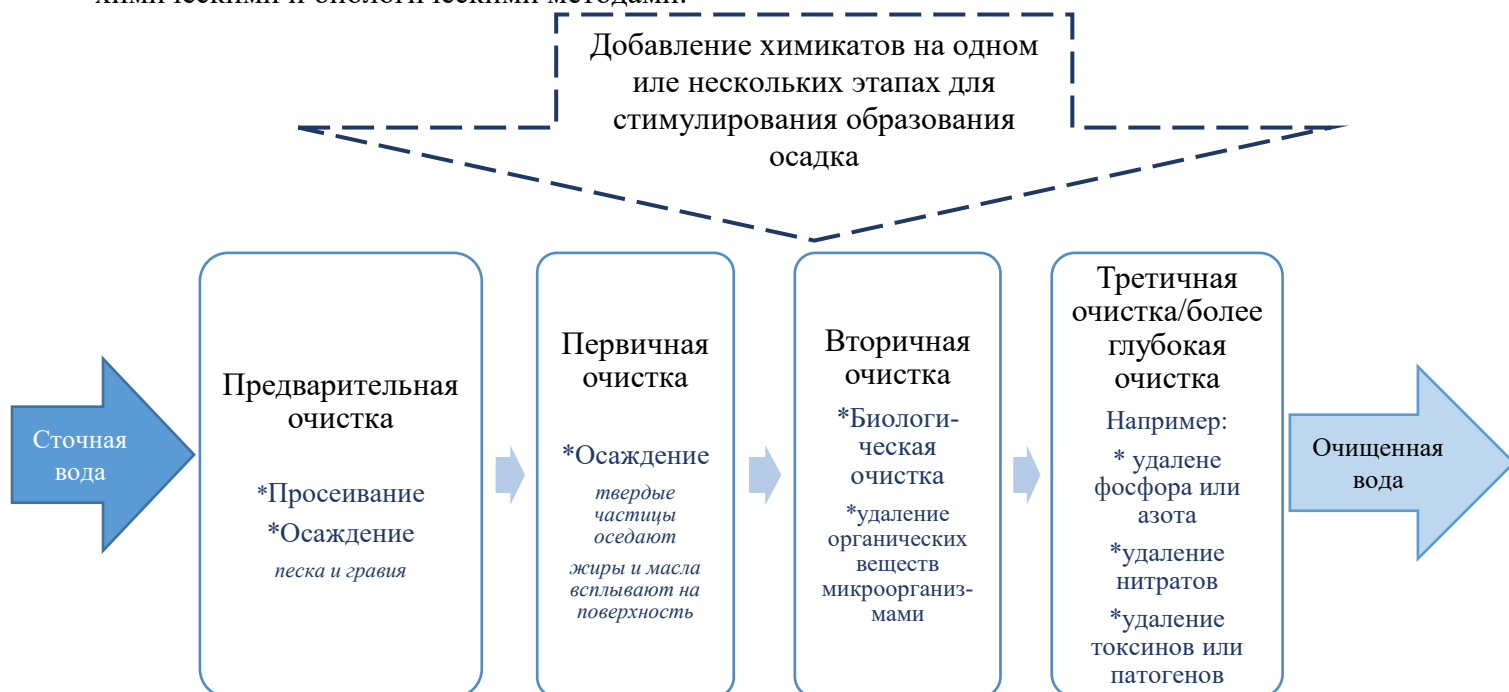 химическими и биологическими методами.
Добавление химикатов на одном
иле нескольких этапах для
стимулирования образования
осадка
Сточная
вода
Предварительная
очистка
*Просеивание
*Осаждение
песка и гравия
Первичная
очистка
*Осаждение
твердые
частицы
оседают
жиры и масла
всплывают на
поверхность
Вторичная
очистка
*Биологи-
ческая
очистка
*удаление
органических
веществ
микроорганиз-
мами
Третичная
очистка/более
глубокая
очистка
Например:
* удалене
фосфора или
азота
*удаление
нитратов
*удаление
токсинов или
патогенов
Очищенная
вода